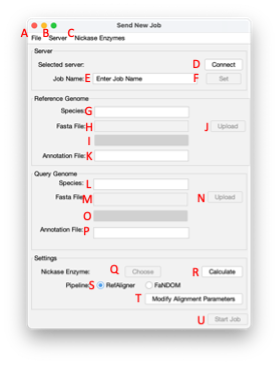 Send New Job
A File B Server C Nickase Enzymes
Server
Selected server: D Connect
Job Name: E Enter Job Name F Set
Reference Genome
Species: G
Fasta File: H J Upload
I
Annotation File: K
Query Genome
Species: L
Fasta File: M N Upload
O
Annotation File: P
Settings
Nickase Enzyme: Q Choose R Calculate
Pipeline: S RefAligner FaNDOM
T Modify Alignment Parameters
U Start Job